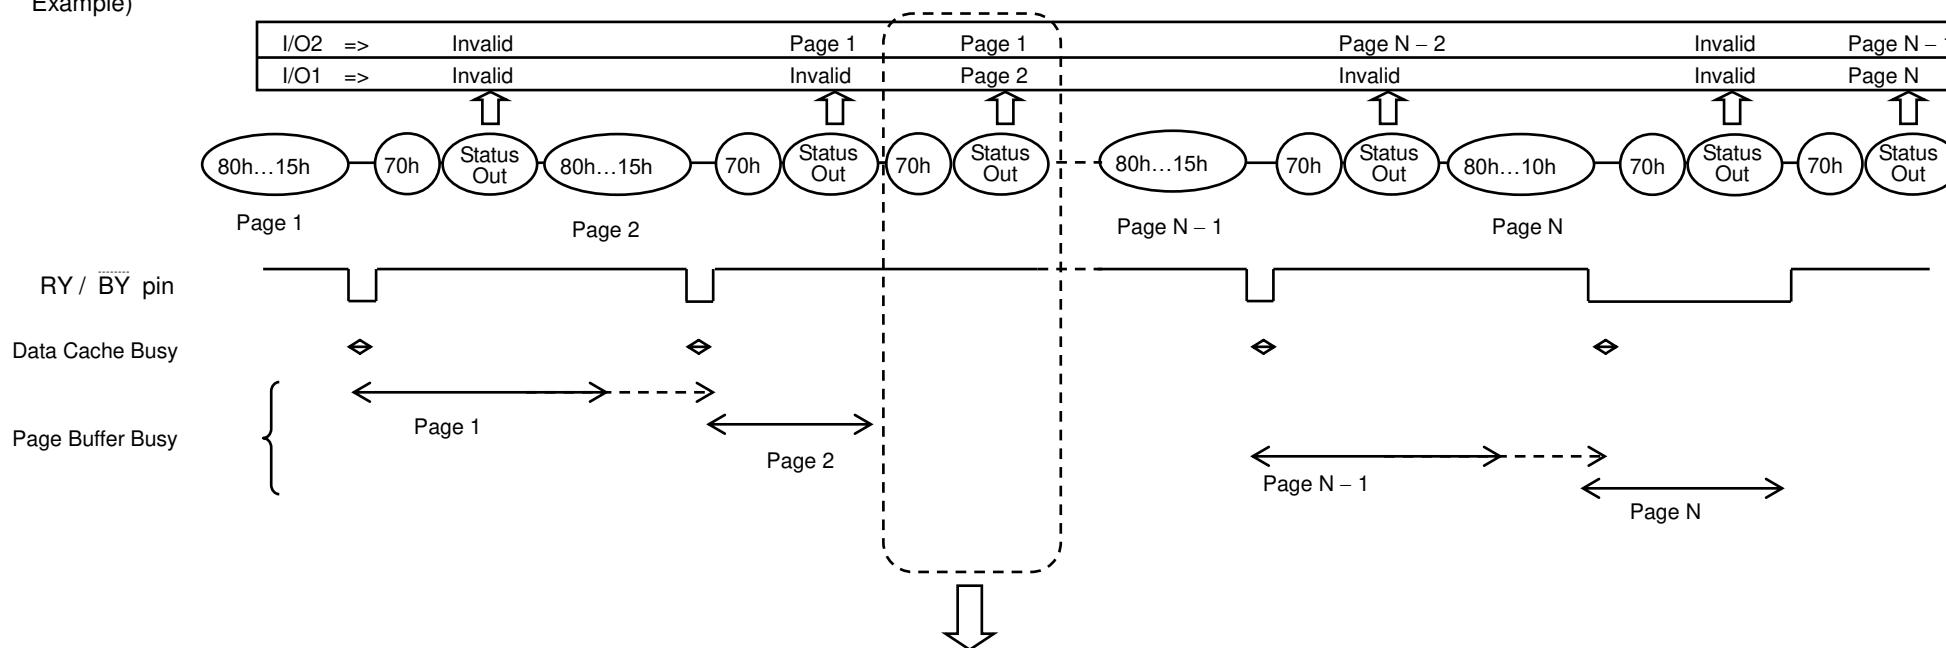 Example)
I/O2 => Invalid Page 1 Page 1 Page N − 2 Invalid Page N − 1
I/O1 => Invalid Invalid Page 2 Invalid Invalid Page N
80h…15h 70h Status Out 80h…15h 70h Status Out 70h Status Out 80h…15h 70h Status Out 80h…10h 70h Status Out 70h Status Out
Page 1 Page 2 Page N − 1 Page N
RY / BY pin
Data Cache Busy
Page 1
Page Buffer Busy
Page 2
Page N − 1
Page N